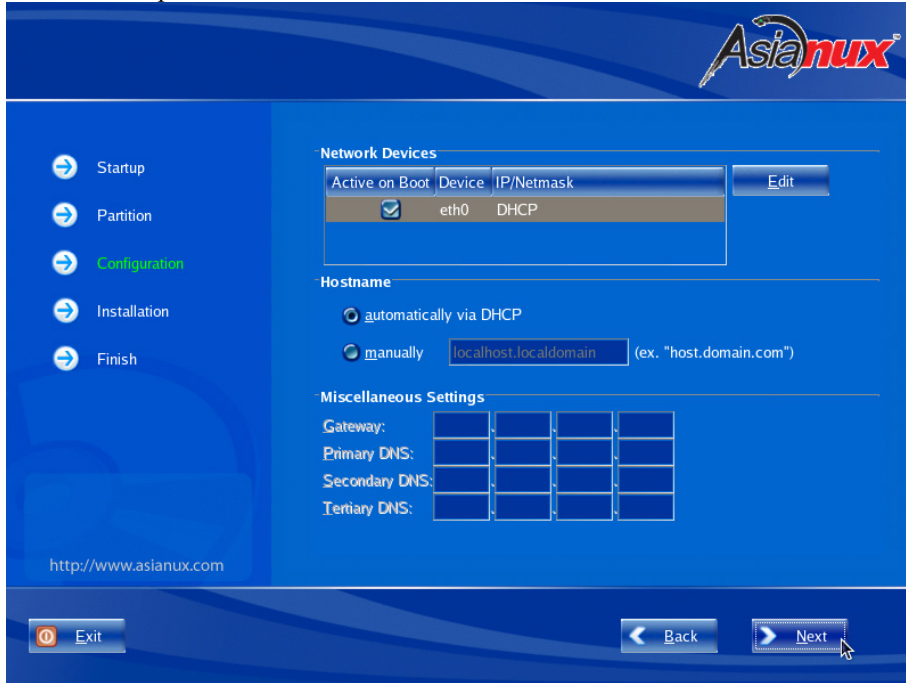 Asianux
Startup
Partition
Configuration
Installation
Finish
http://www.asianux.com
Network Devices
Active on Boot Device IP/Netmask
eth0 DHCP
Edit
Hostname
automatically via DHCP
manually localhost.localdomain (ex. "host.domain.com")
Miscellaneous Settings
Gateway: . . .
Primary DNS: . . .
Secondary DNS: . . .
Tertiary DNS: . . .
Exit
Back
Next